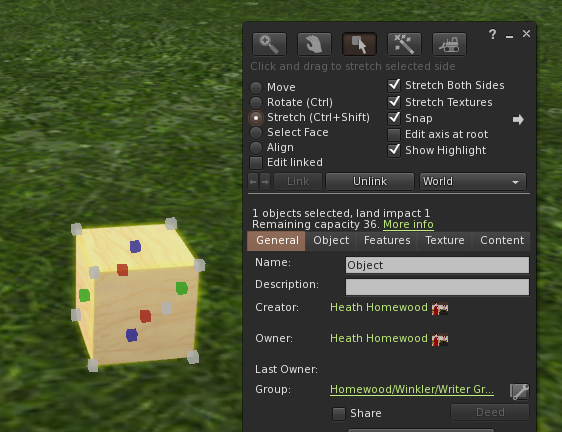 ? _ ×
Click and drag to stretch selected side
Move
Rotate (Ctrl)
Stretch (Ctrl+Shift)
Select Face
Align
Edit linked
Stretch Both Sides
Stretch Textures
Snap
Edit axis at root
Show Highlight
Link
Unlink
World
1 objects selected, land impact 1
Remaining capacity 36. More info
General Object Features Texture Content
Name: Object
Description:
Creator: Heath Homewood
Owner: Heath Homewood
Last Owner:
Group: Homewood/Winkler/Writer Gr...
Share Deed